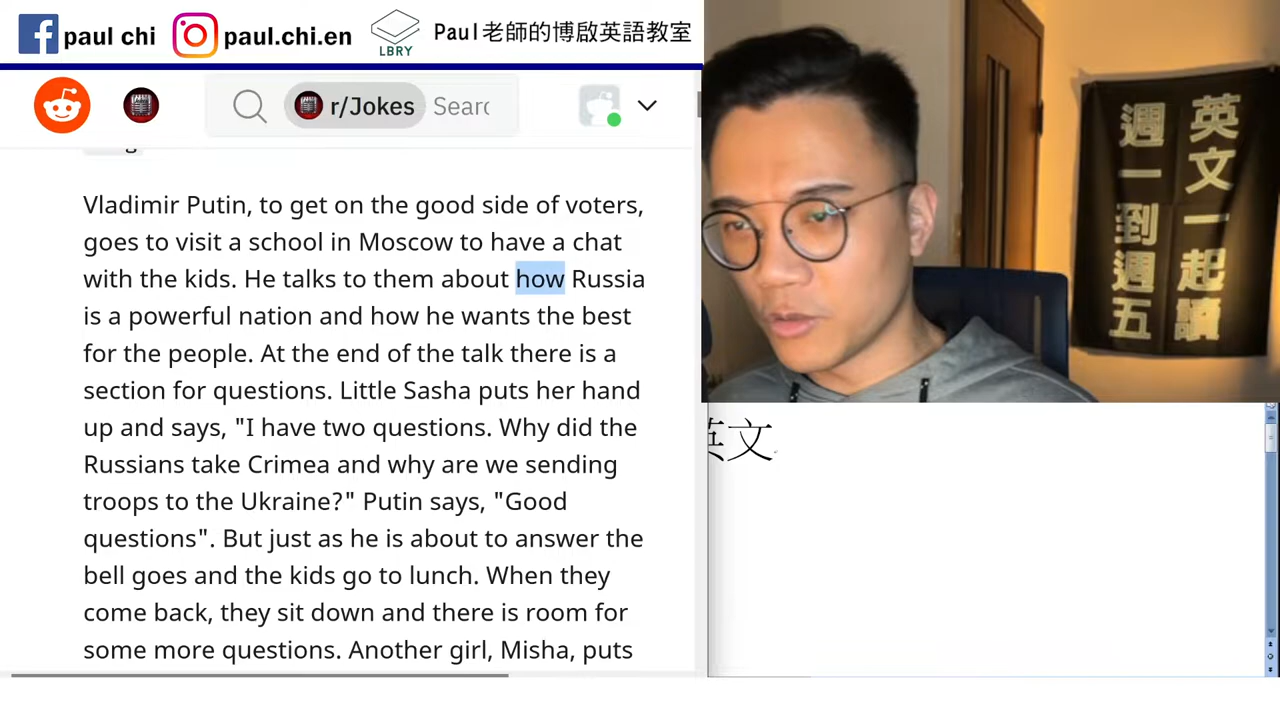 paul chi
paul.chi.en
LBRY
Paul老師的博啟英語教室
r/Jokes
Searc
Vladimir Putin, to get on the good side of voters,
goes to visit a school in Moscow to have a chat
with the kids. He talks to them about how Russia
is a powerful nation and how he wants the best
for the people. At the end of the talk there is a
section for questions. Little Sasha puts her hand
up and says, "I have two questions. Why did the
Russians take Crimea and why are we sending
troops to the Ukraine?" Putin says, "Good
questions". But just as he is about to answer the
bell goes and the kids go to lunch. When they
come back, they sit down and there is room for
some more questions. Another girl, Misha, puts
英文一起讀
週一到週五
英文